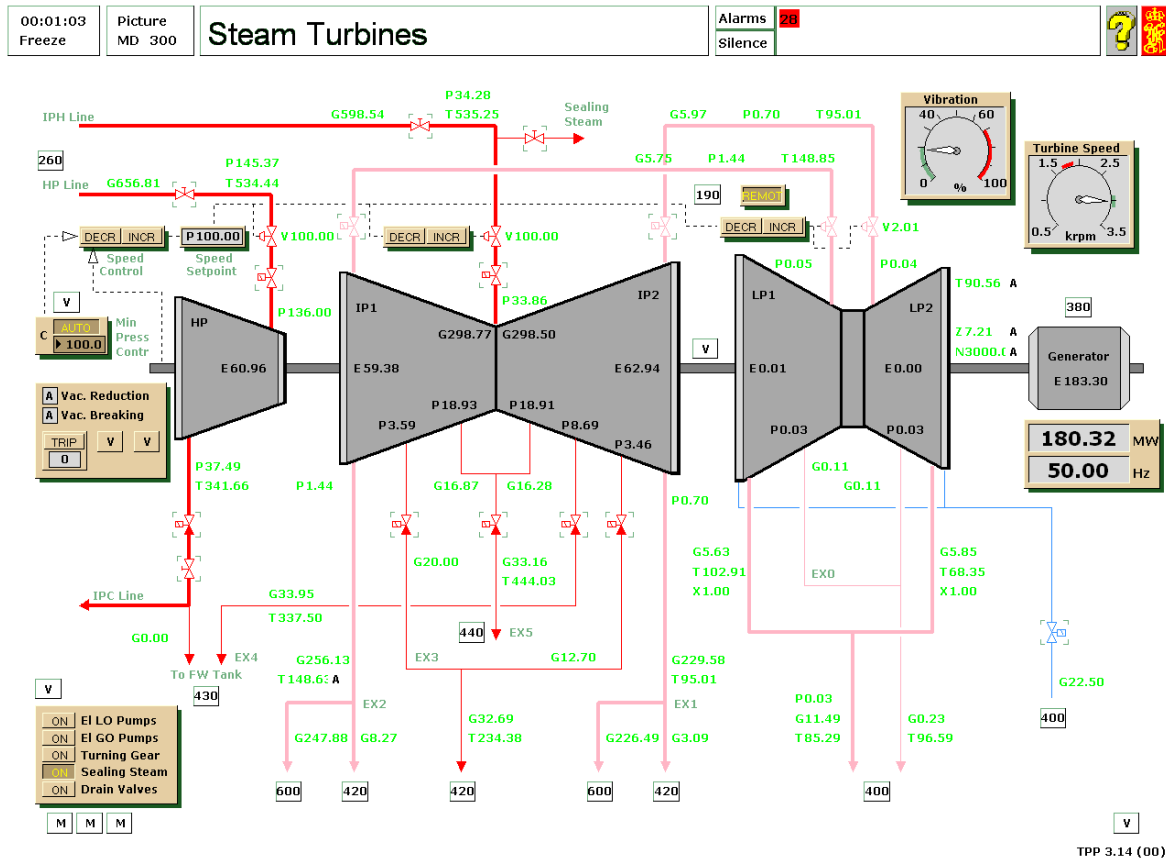 00:01:03
Freeze
Picture
MD 300
Steam Turbines
Alarms
28
Silence
?
P34.28
IPH Line
G598.54
T535.25
Sealing
Steam
G5.97
P0.70
T95.01
Vibration
40
60
0
100
%
260
P145.37
HP Line
G656.81
T534.44
G5.75
P1.44
T148.85
Turbine Speed
1.5
2.5
0.5
3.5
krpm
190
REMOT
DECR
INCR
P100.00
V100.00
DECR
INCR
V100.00
DECR
INCR
V2.01
Speed
Control
Speed
Setpoint
P0.05
P0.04
T90.56 A
V
P33.86
IP2
LP1
LP2
380
C
AUTO
100.0
Min
Press
Contr
HP
P136.00
IP1
G298.77
G298.50
Z7.21 A
N3000.0 A
V
Generator
E60.96
E59.38
E62.94
E0.01
E0.00
E183.30
A Vac. Reduction
A Vac. Breaking
P18.93
P18.91
P3.59
P8.69
P3.46
P0.03
P0.03
TRIP
0
V
V
180.32 MW
50.00 Hz
P37.49
T341.66
P1.44
G16.87
G16.28
P0.70
G0.11
G0.11
G20.00
G33.16
T444.03
G5.63
T102.91
X1.00
EX0
G5.85
T68.35
X1.00
IPC Line
G33.95
T337.50
G0.00
440
EX5
EX4
To FW Tank
430
G256.13
T148.63 A
EX3
G12.70
G229.58
T95.01
G22.50
V
EX2
EX1
P0.03
G11.49
T85.29
G0.23
T96.59
400
ON El LO Pumps
ON El GO Pumps
ON Turning Gear
ON Sealing Steam
ON Drain Valves
G247.88
G8.27
G32.69
T234.38
G226.49
G3.09
600
420
420
600
420
400
M
M
M
V
TPP 3.14 (00)